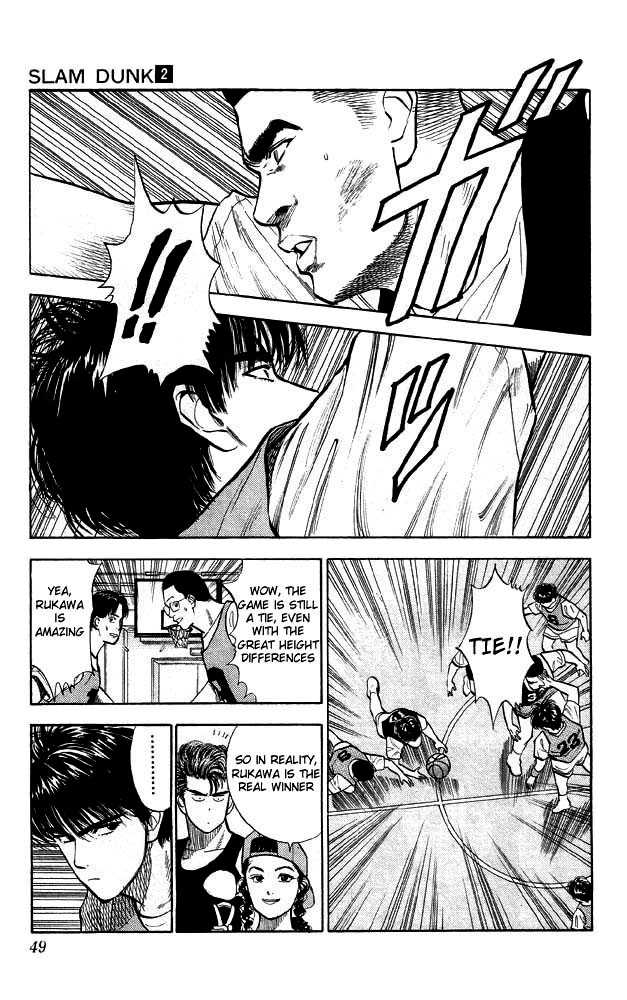 SLAM DUNK 2
ガッ
!!
TIE!!
WOW, THE
GAME IS STILL
A TIE, EVEN
WITH THE
GREAT HEIGHT
DIFFERENCES
YEA,
RUKAWA
IS
AMAZING
SO IN REALITY,
RUKAWA IS THE
REAL WINNER
.........
49